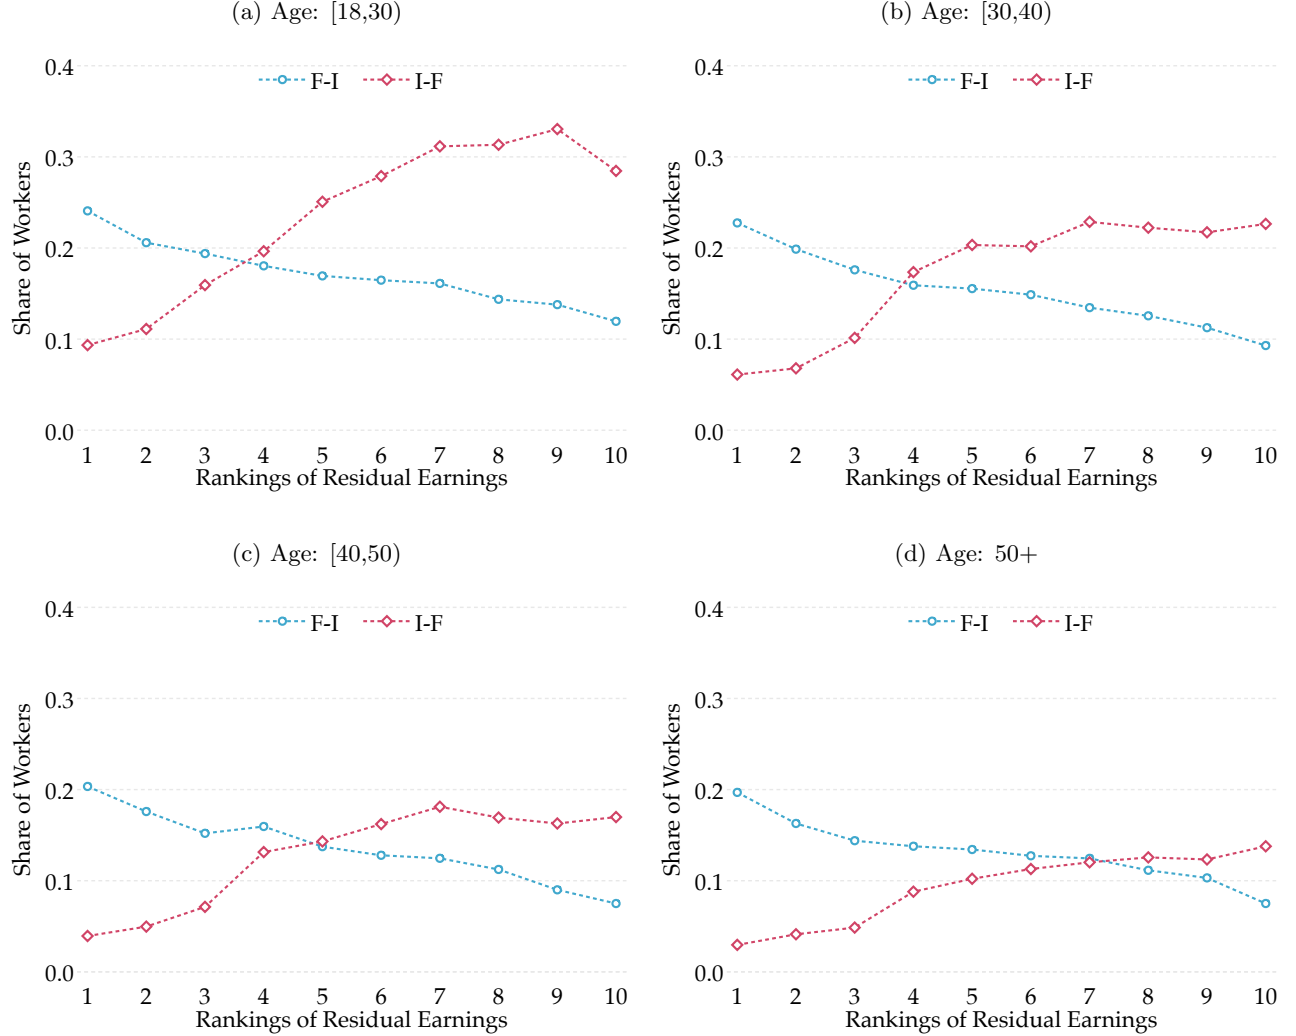 (a) Age: [18,30)
0.4
0.3
0.2
0.1
0.0
Share of Workers
F-I I-F
1 2 3 4 5 6 7 8 9 10
Rankings of Residual Earnings
(b) Age: [30,40)
0.4
0.3
0.2
0.1
0.0
Share of Workers
F-I I-F
1 2 3 4 5 6 7 8 9 10
Rankings of Residual Earnings
(c) Age: [40,50)
0.4
0.3
0.2
0.1
0.0
Share of Workers
F-I I-F
1 2 3 4 5 6 7 8 9 10
Rankings of Residual Earnings
(d) Age: 50+
0.4
0.3
0.2
0.1
0.0
Share of Workers
F-I I-F
1 2 3 4 5 6 7 8 9 10
Rankings of Residual Earnings